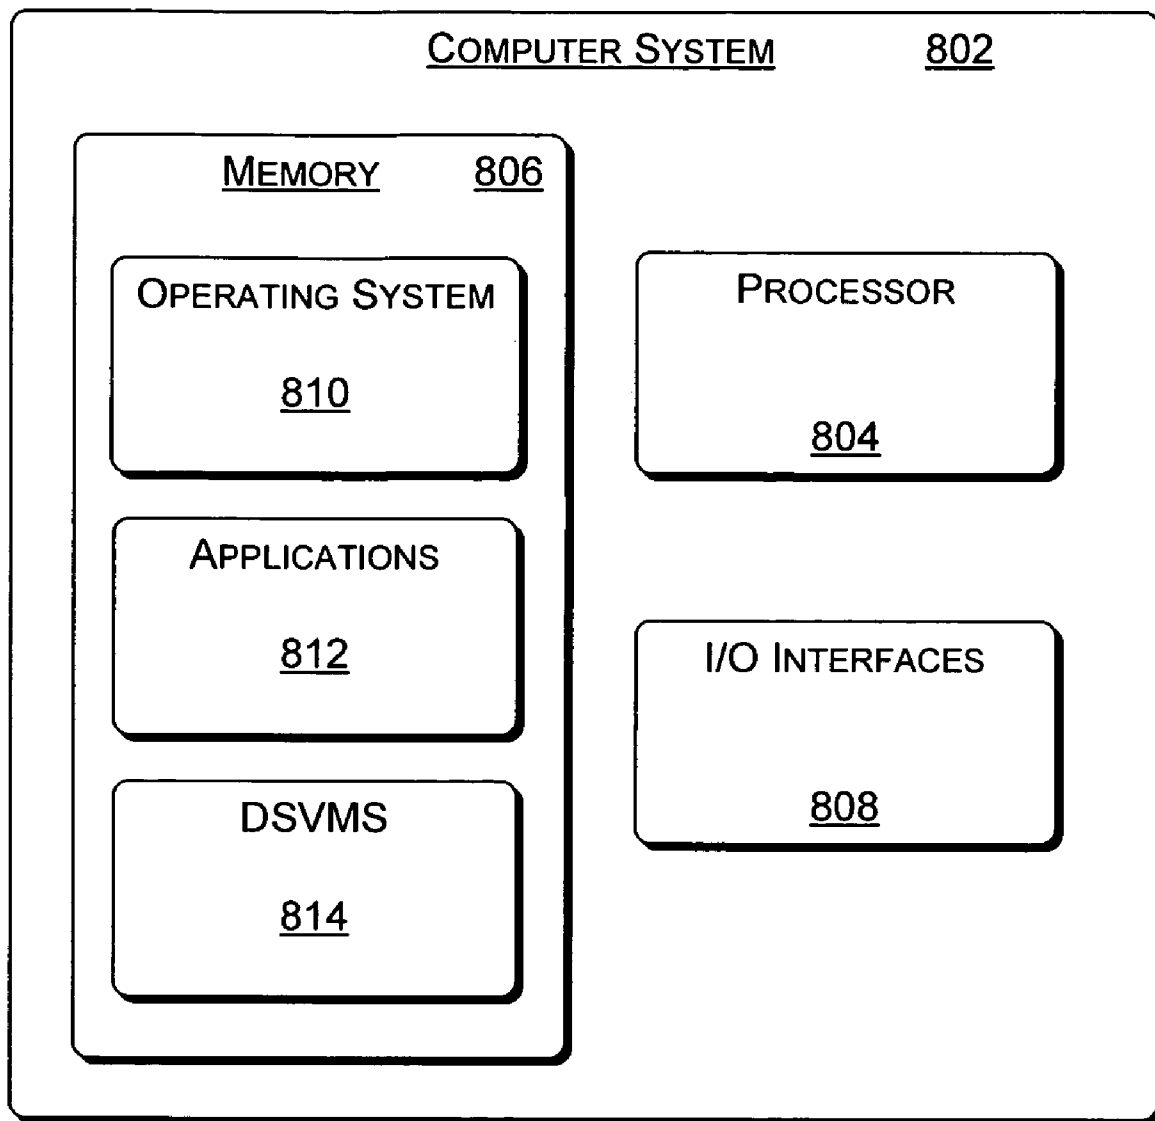 COMPUTER SYSTEM 802
MEMORY 806
OPERATING SYSTEM
810
APPLICATIONS
812
DSVMS
814
PROCESSOR
804
I/O INTERFACES
808